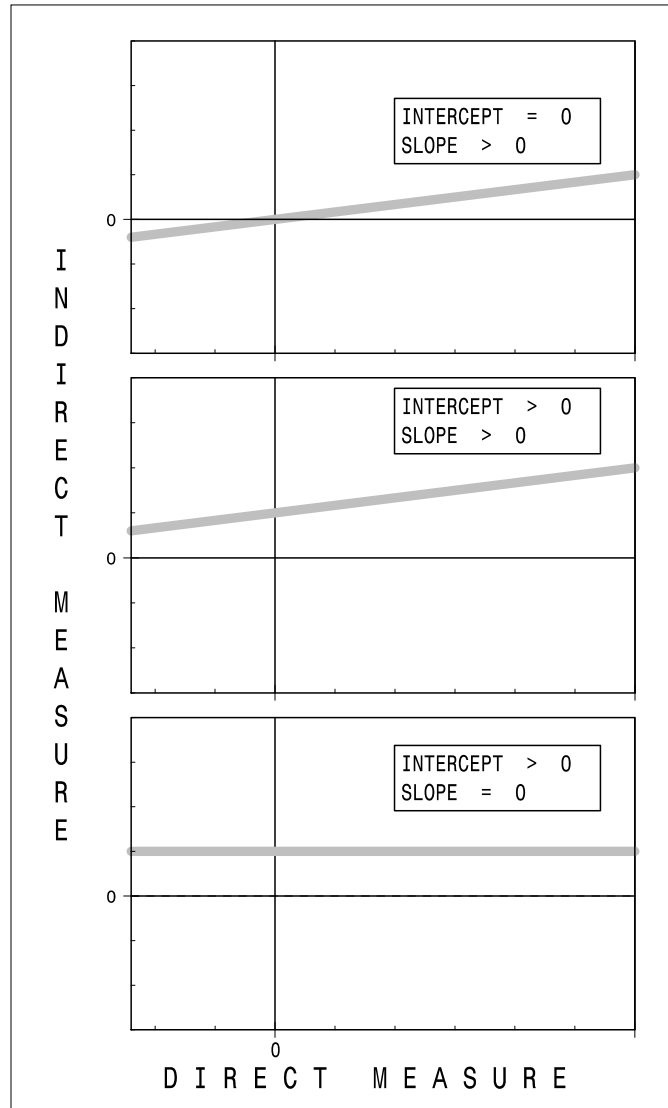 INTERCEPT = 0
SLOPE > 0
0
INTERCEPT > 0
SLOPE > 0
0
INTERCEPT > 0
SLOPE = 0
0
0
INDIRECT MEASURE
DIRECT MEASURE